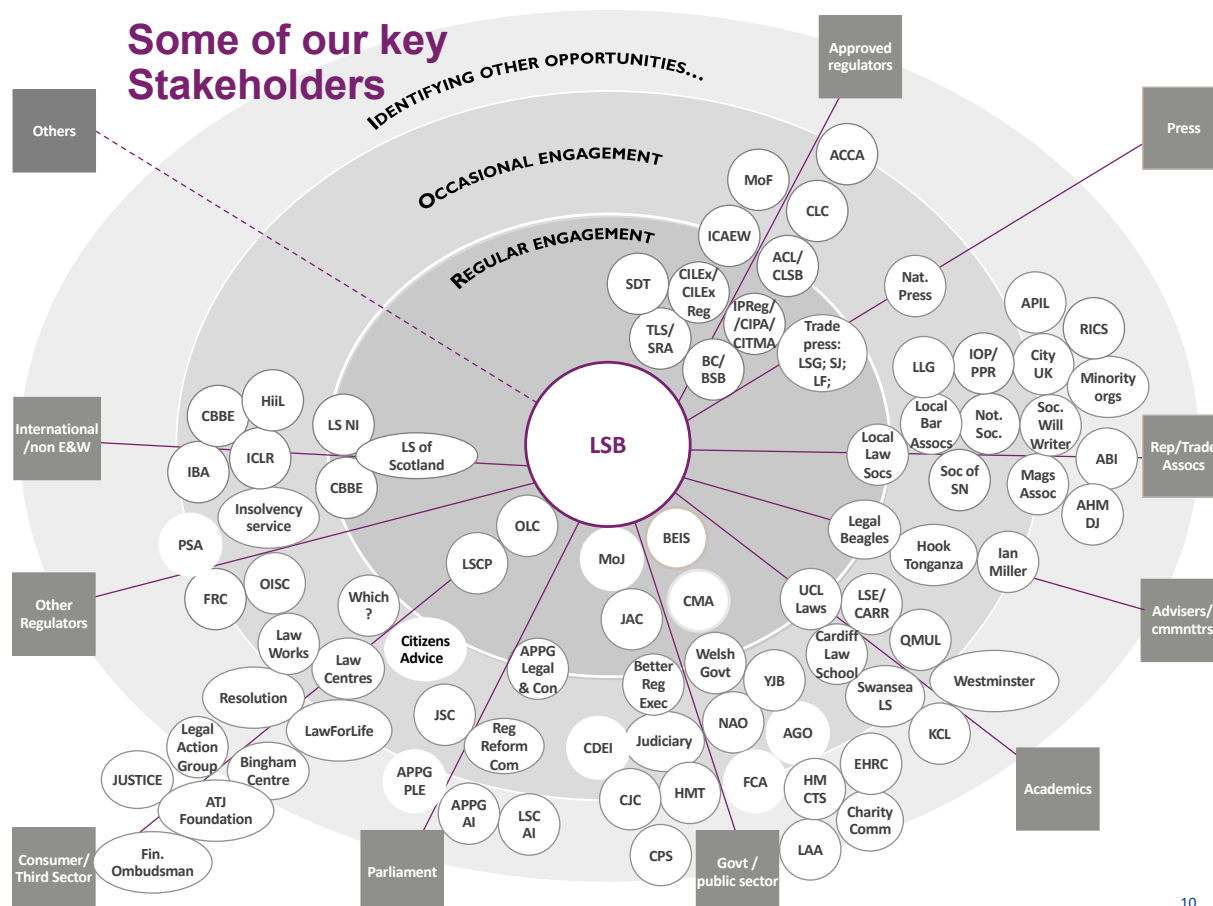 Some of our key
Stakeholders
IDENTIFYING OTHER OPPORTUNITIES...
OCCASIONAL ENGAGEMENT
REGULAR ENGAGEMENT
Others
Approved
regulators
Press
International
/non E&W
Rep/Trade
Assocs
Other
Regulators
Advisers/
cmmnttrs
Academics
Consumer/
Third Sector
Parliament
Govt /
public sector
LSB
ACCA
MoF
CLC
ICAEW
ACL/
CLSB
SDT
CILEx/
CILEx
Reg
IPReg/
/CIPA/
CITMA
TLS/
SRA
BC/
BSB
Nat.
Press
Trade
press:
LSG; SJ;
LF;
APIL
RICS
LLG
IOP/
PPR
City
UK
Minority
orgs
Local
Bar
Assocs
Not.
Soc.
Soc.
Will
Writer
Local
Law
Socs
Soc of
SN
Mags
Assoc
ABI
AHM
DJ
CBBE
HiiL
LS NI
LS of
Scotland
IBA
ICLR
CBBE
Insolvency
service
PSA
FRC
OISC
OLC
LSCP
Which
?
Citizens
Advice
Law
Works
Law
Centres
Resolution
LawForLife
Legal
Action
Group
Bingham
Centre
JUSTICE
ATJ
Foundation
Fin.
Ombudsman
APPG
Legal
& Con
JSC
Reg
Reform
Com
APPG
PLE
APPG
AI
LSC
AI
MoJ
BEIS
CMA
JAC
Welsh
Govt
Better
Reg
Exec
YJB
NAO
AGO
Judiciary
CDEI
CJC
HMT
FCA
HM
CTS
EHRC
Charity
Comm
LAA
CPS
Legal
Beagles
Hook
Tonganza
Ian
Miller
UCL
Laws
LSE/
CARR
QMUL
Cardiff
Law
School
Swansea
LS
Westminster
KCL
10